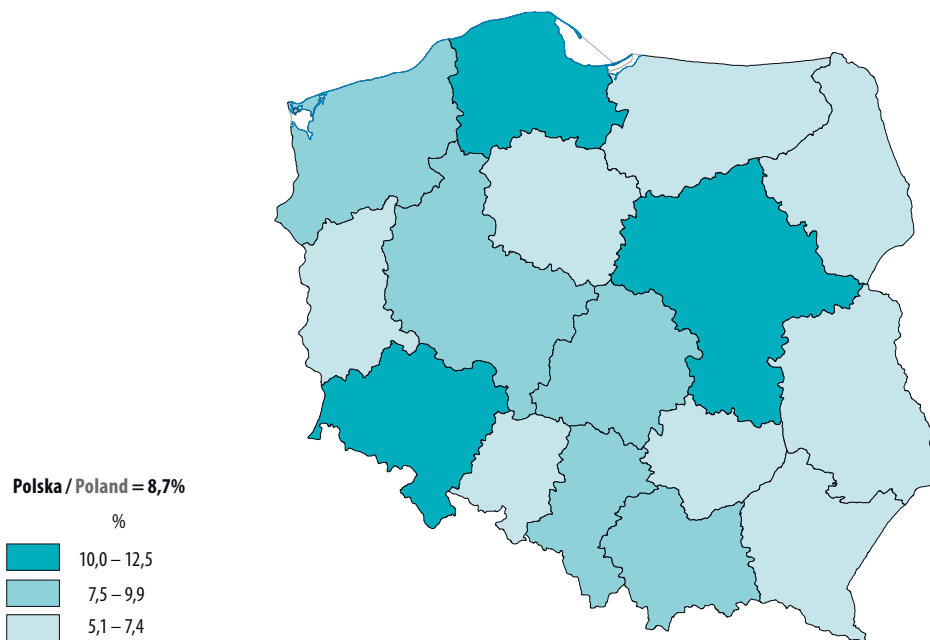 Polska / Poland = 8,7%
%
10,0 – 12,5
7,5 – 9,9
5,1 – 7,4